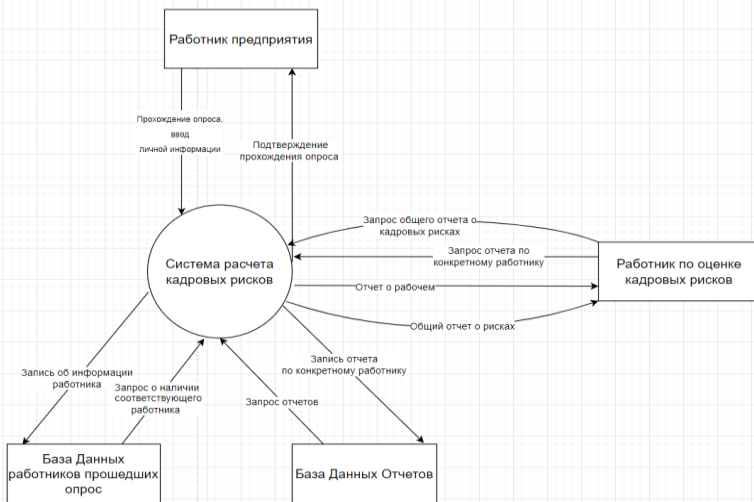 Работник предприятия
Прохождение опроса,
ввод
личной информации
Подтверждение
прохождения опроса
Запрос общего отчета о
кадровых рисках
Запрос отчета по
конкретному работнику
Система расчета
кадровых рисков
Работник по оценке
кадровых рисков
Отчет о рабочем
Общий отчет о рисках
Запись об информации
работника
Запрос о наличии
соответствующего
работника
Запись отчета
по конкретному работнику
Запрос отчетов
База Данных
работников прошедших
опрос
База Данных Отчетов